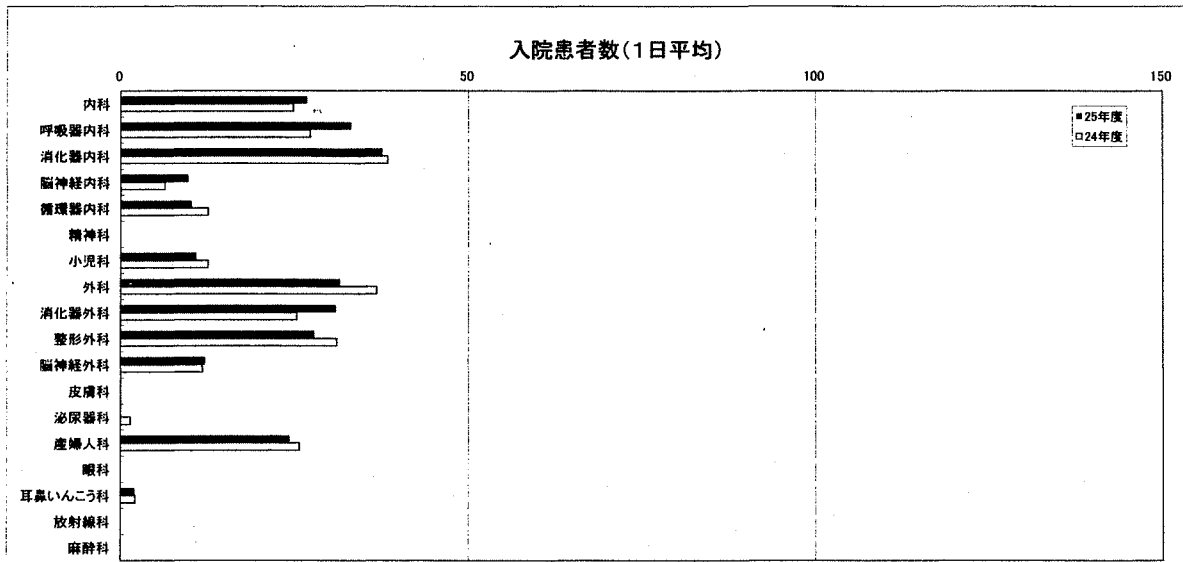 入院患者数(1日平均)
0 50 100 150
■25年度
□24年度
内科
呼吸器内科
消化器内科
脳神経内科
循環器内科
精神科
小児科
外科
消化器外科
整形外科
脳神経外科
皮膚科
泌尿器科
産婦人科
眼科
耳鼻いんこう科
放射線科
麻酔科